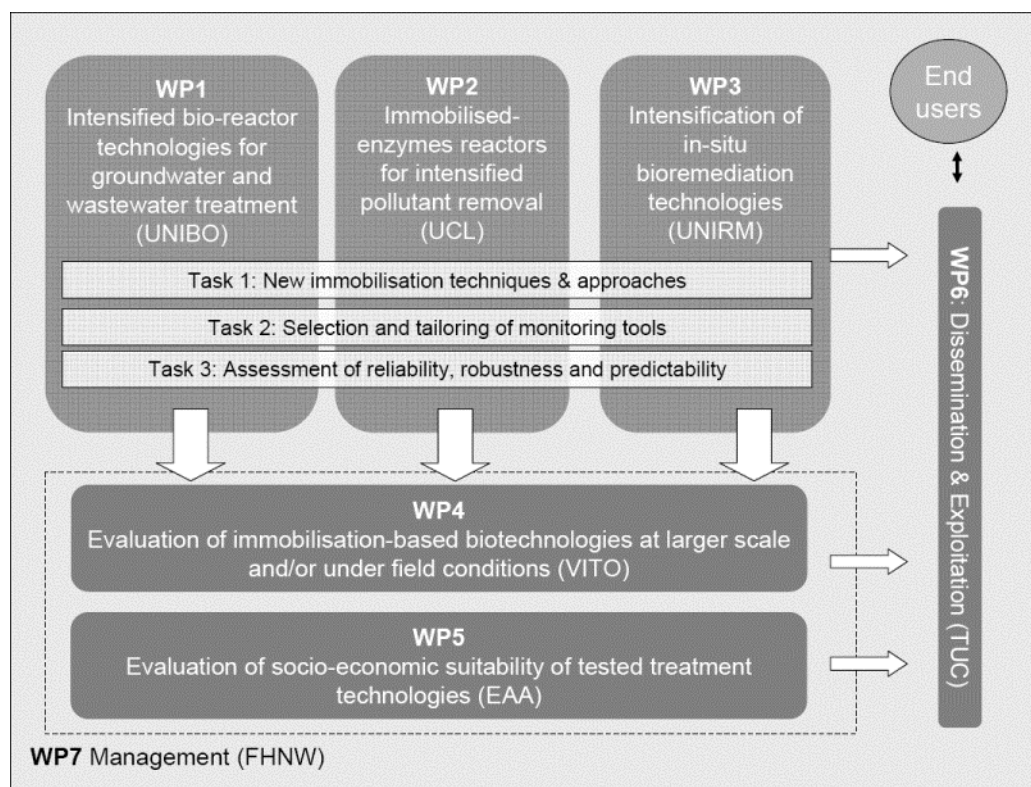 WP1
Intensified bio-reactor
technologies for
groundwater and
wastewater treatment
(UNIBO)
WP2
Immobilised-
enzymes reactors
for intensified
pollutant removal
(UCL)
WP3
Intensification of
in-situ
bioremediation
technologies
(UNIRM)
End
users
Task 1: New immobilisation techniques & approaches
Task 2: Selection and tailoring of monitoring tools
Task 3: Assessment of reliability, robustness and predictability
WP4
Evaluation of immobilisation-based biotechnologies at larger scale
and/or under field conditions (VITO)
WP5
Evaluation of socio-economic suitability of tested treatment
technologies (EAA)
WP6: Dissemination & Exploitation (TUC)
WP7 Management (FHNW)